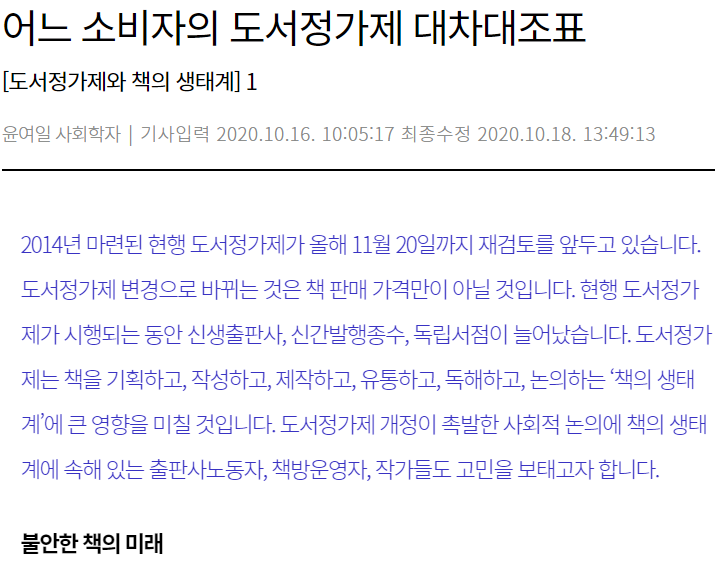 어느 소비자의 도서정가제 대차대조표
[도서정가제와 책의 생태계] 1
윤여일 사회학자 | 기사입력 2020.10.16. 10:05:17 최종수정 2020.10.18. 13:49:13
2014년 마련된 현행 도서정가제가 올해 11월 20일까지 재검토를 앞두고 있습니다.
도서정가제 변경으로 바뀌는 것은 책 판매 가격만이 아닐 것입니다. 현행 도서정가
제가 시행되는 동안 신생출판사, 신간발행종수, 독립서점이 늘어났습니다. 도서정가
제는 책을 기획하고, 작성하고, 제작하고, 유통하고, 독해하고, 논의하는 ‘책의 생태
계’에 큰 영향을 미칠 것입니다. 도서정가제 개정이 촉발한 사회적 논의에 책의 생태
계에 속해 있는 출판사노동자, 책방운영자, 작가들도 고민을 보태고자 합니다.
불안한 책의 미래